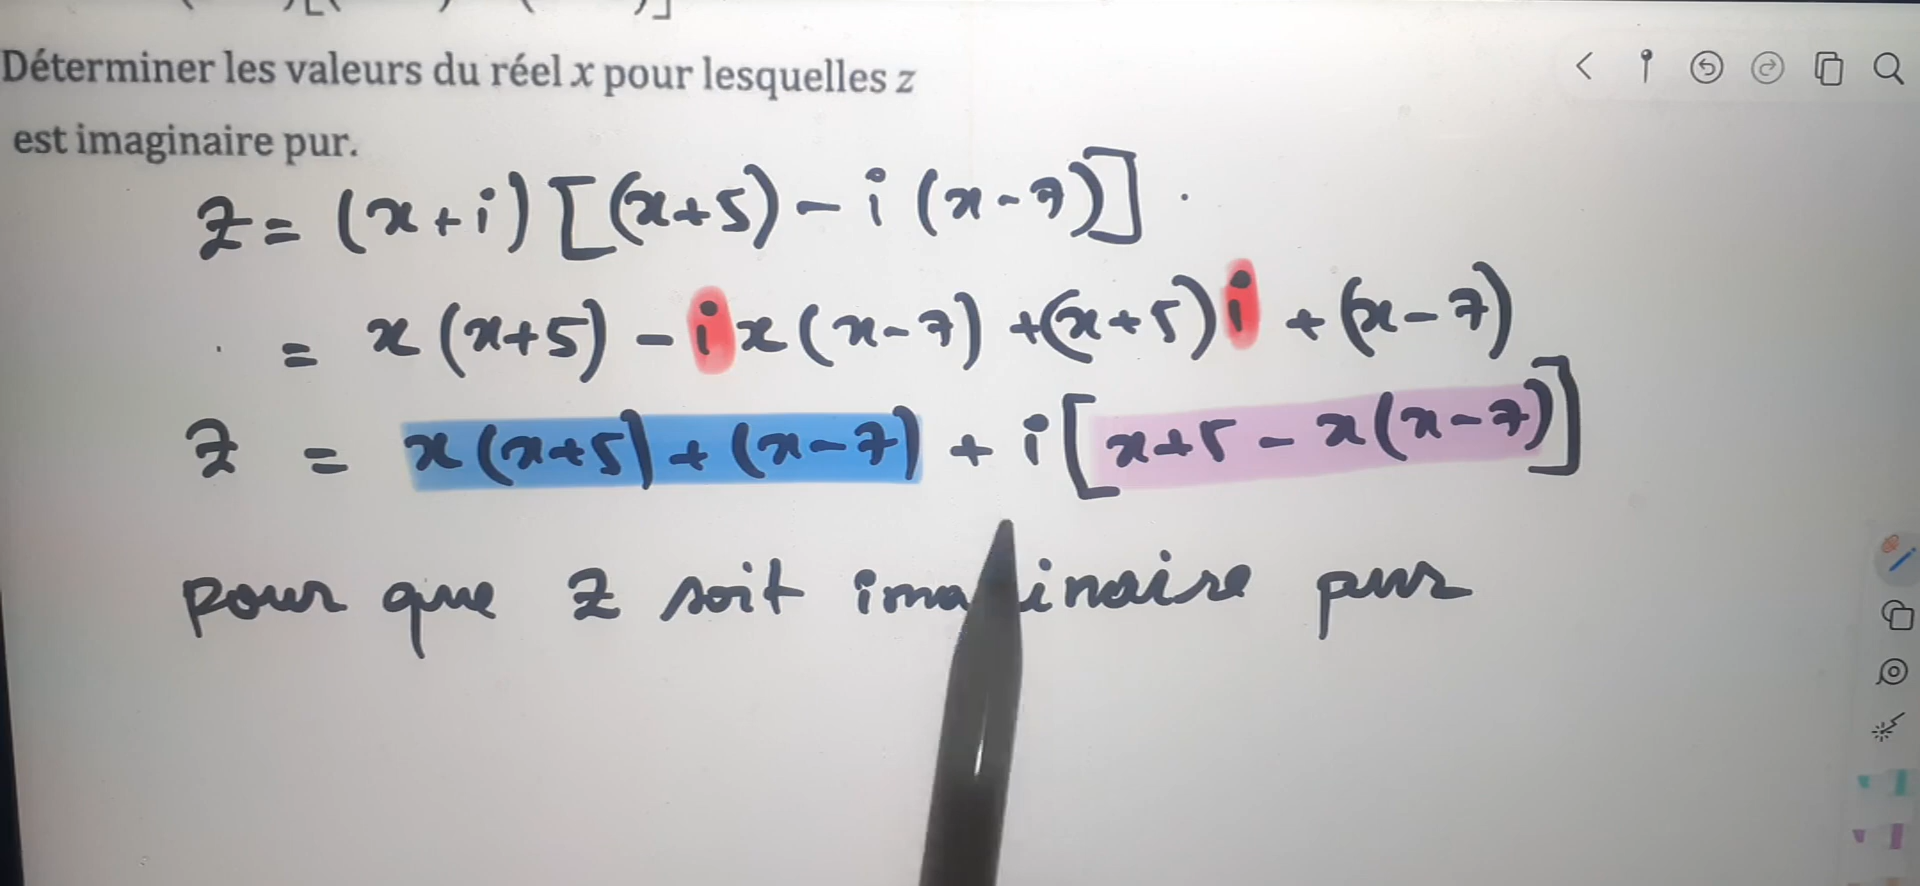 Déterminer les valeurs du réel x pour lesquelles z
est imaginaire pur.
z = (x + i) [(x+5) - i (x-7)]
= x (x+5) - i x (x-7) + (x+5) i + (x-7)
z = x (x+5) + (x-7) + i [x+5 - x (x-7)]
pour que z soit imaginaire pur